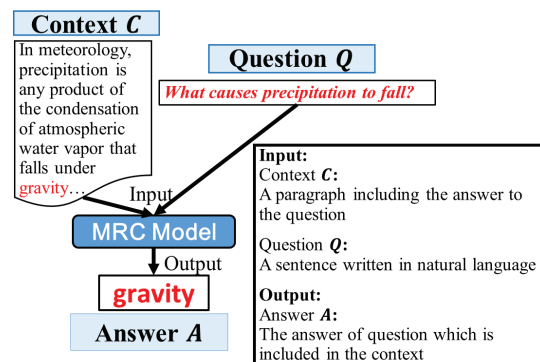 Context C
In meteorology,
precipitation is
any product of
the condensation
of atmospheric
water vapor that
falls under
gravity...
Question Q
What causes precipitation to fall?
Input
MRC Model
Output
gravity
Answer A
Input:
Context C:
A paragraph including the answer to
the question
Question Q:
A sentence written in natural language
Output:
Answer A:
The answer of question which is
included in the context